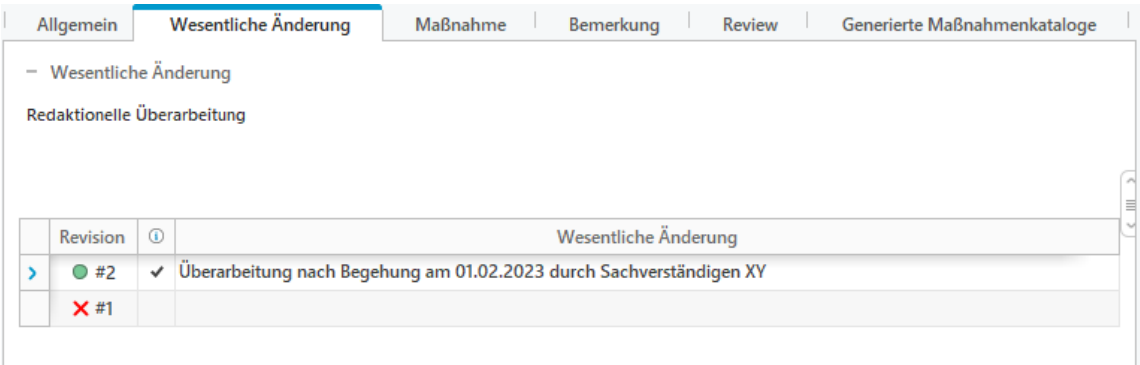 Allgemein Wesentliche Änderung Maßnahme Bemerkung Review Generierte Maßnahmenkataloge
Wesentliche Änderung
Redaktionelle Überarbeitung
Revision Wesentliche Änderung
#2 Überarbeitung nach Begehung am 01.02.2023 durch Sachverständigen XY
#1